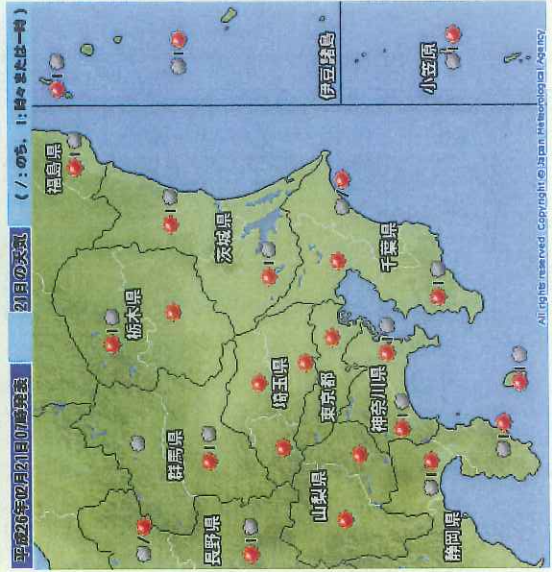 平成26年02月21日07時発表
21日の天気
( / : のち、 | : 時々または一時 )
福島県
栃木県
茨城県
群馬県
長野県
埼玉県
東京都
千葉県
神奈川県
山梨県
静岡県
伊豆諸島
小笠原
All rights reserved. Copyright © Japan Meteorological Agency